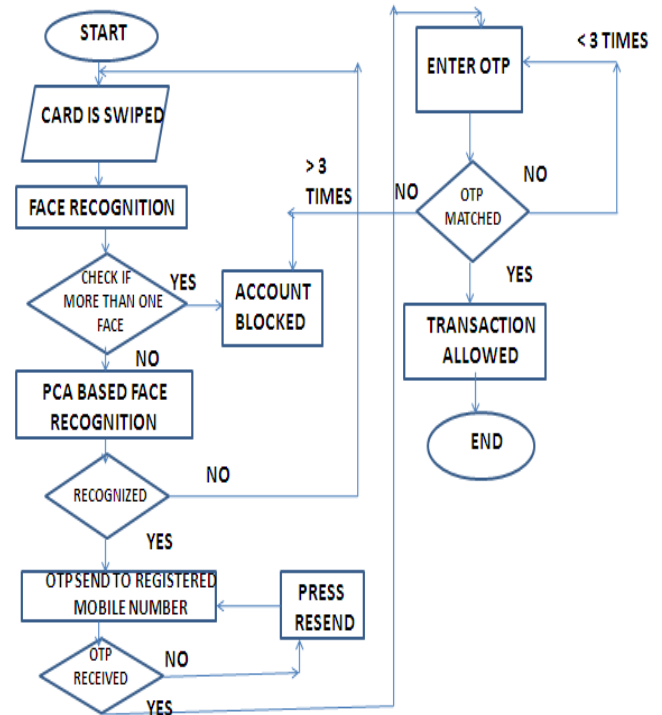 START
CARD IS SWIPED
FACE RECOGNITION
CHECK IF
MORE THAN ONE
FACE
YES
ACCOUNT
BLOCKED
NO
PCA BASED FACE
RECOGNITION
RECOGNIZED
NO
YES
OTP SEND TO REGISTERED
MOBILE NUMBER
PRESS
RESEND
OTP
RECEIVED
NO
YES
ENTER OTP
< 3 TIMES
OTP
MATCHED
NO
NO
> 3
TIMES
YES
TRANSACTION
ALLOWED
END